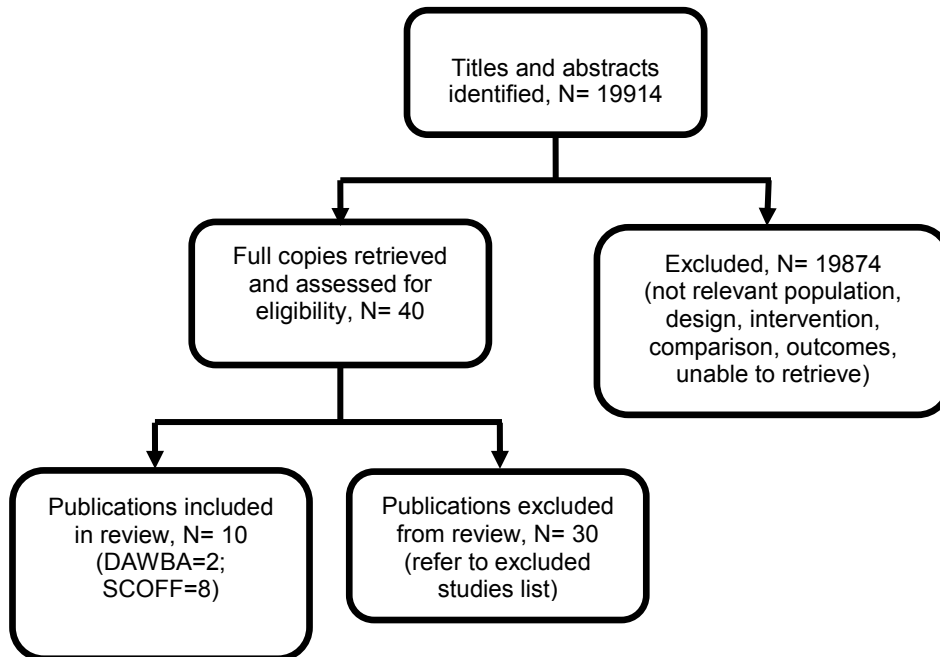 Titles and abstracts
identified, N= 19914
Full copies retrieved
and assessed for
eligibility, N= 40
Excluded, N= 19874
(not relevant population,
design, intervention,
comparison, outcomes,
unable to retrieve)
Publications included
in review, N= 10
(DAWBA=2;
SCOFF=8)
Publications excluded
from review, N= 30
(refer to excluded
studies list)